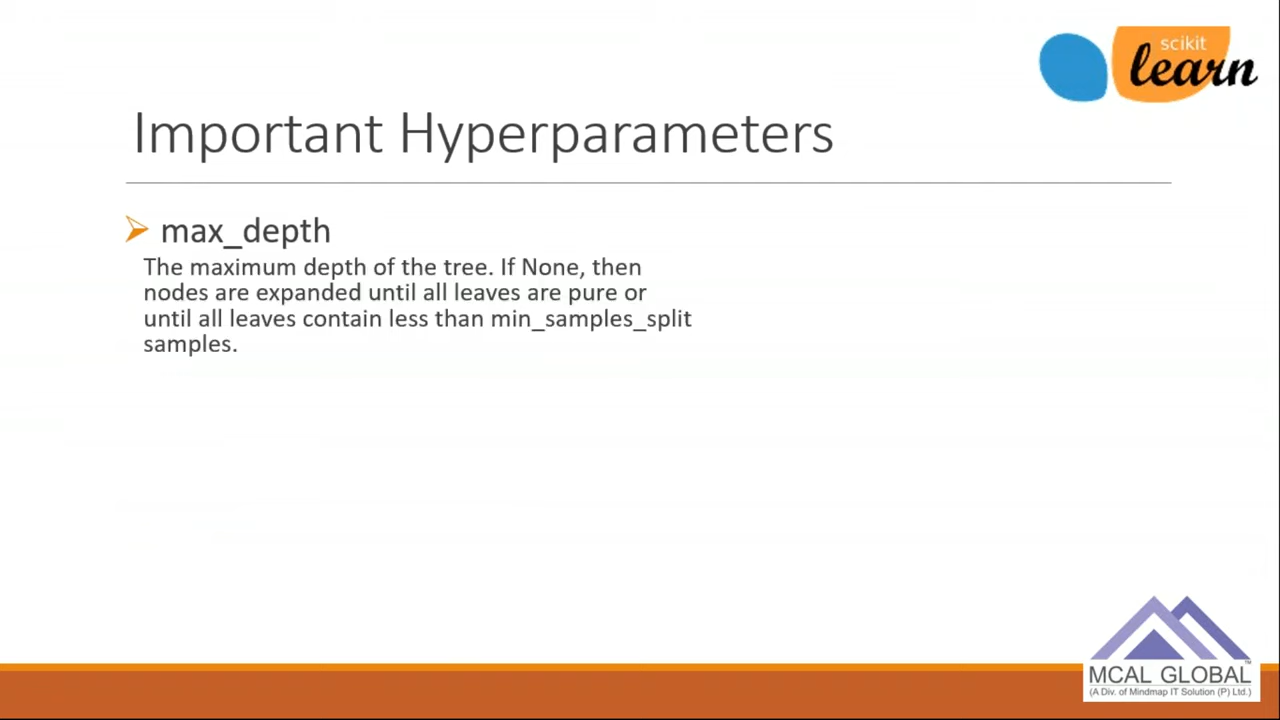 scikit
learn
Important Hyperparameters
max_depth
The maximum depth of the tree. If None, then
nodes are expanded until all leaves are pure or
until all leaves contain less than min_samples_split
samples.
MCAL GLOBAL™
(A Div. of Mindmap IT Solution (P) Ltd.)